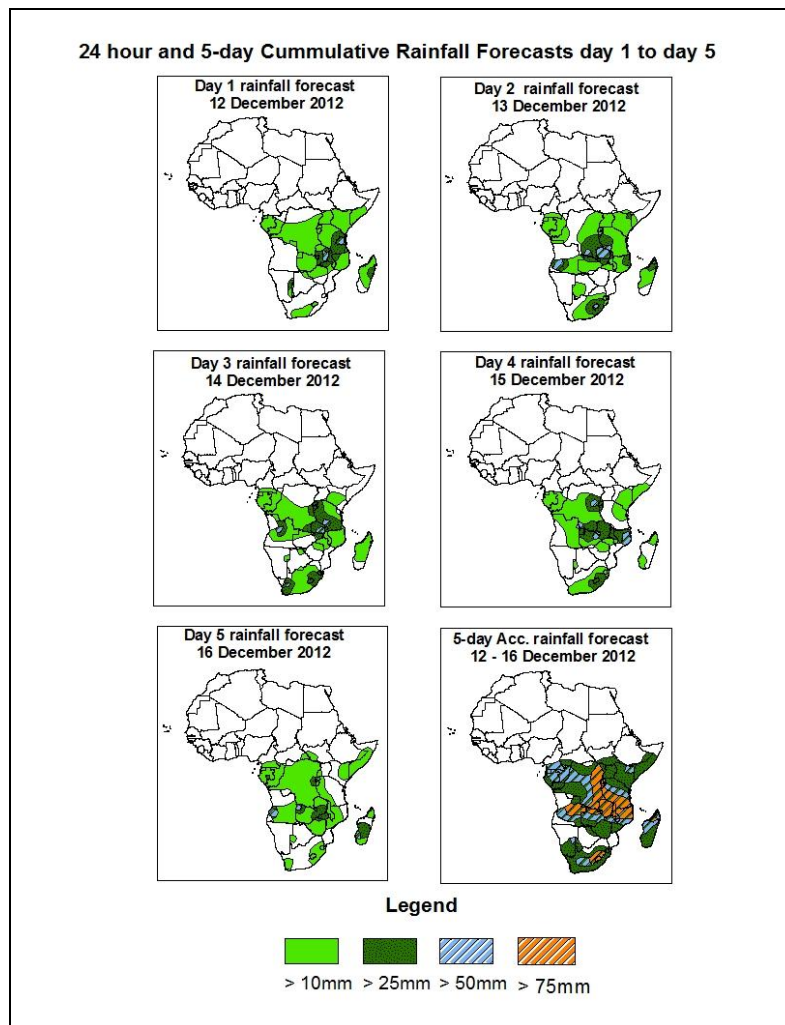 24 hour and 5-day Cummulative Rainfall Forecasts day 1 to day 5
Day 1 rainfall forecast
12 December 2012
Day 2 rainfall forecast
13 December 2012
Day 3 rainfall forecast
14 December 2012
Day 4 rainfall forecast
15 December 2012
Day 5 rainfall forecast
16 December 2012
5-day Acc. rainfall forecast
12 - 16 December 2012
Legend
> 10mm > 25mm > 50mm > 75mm